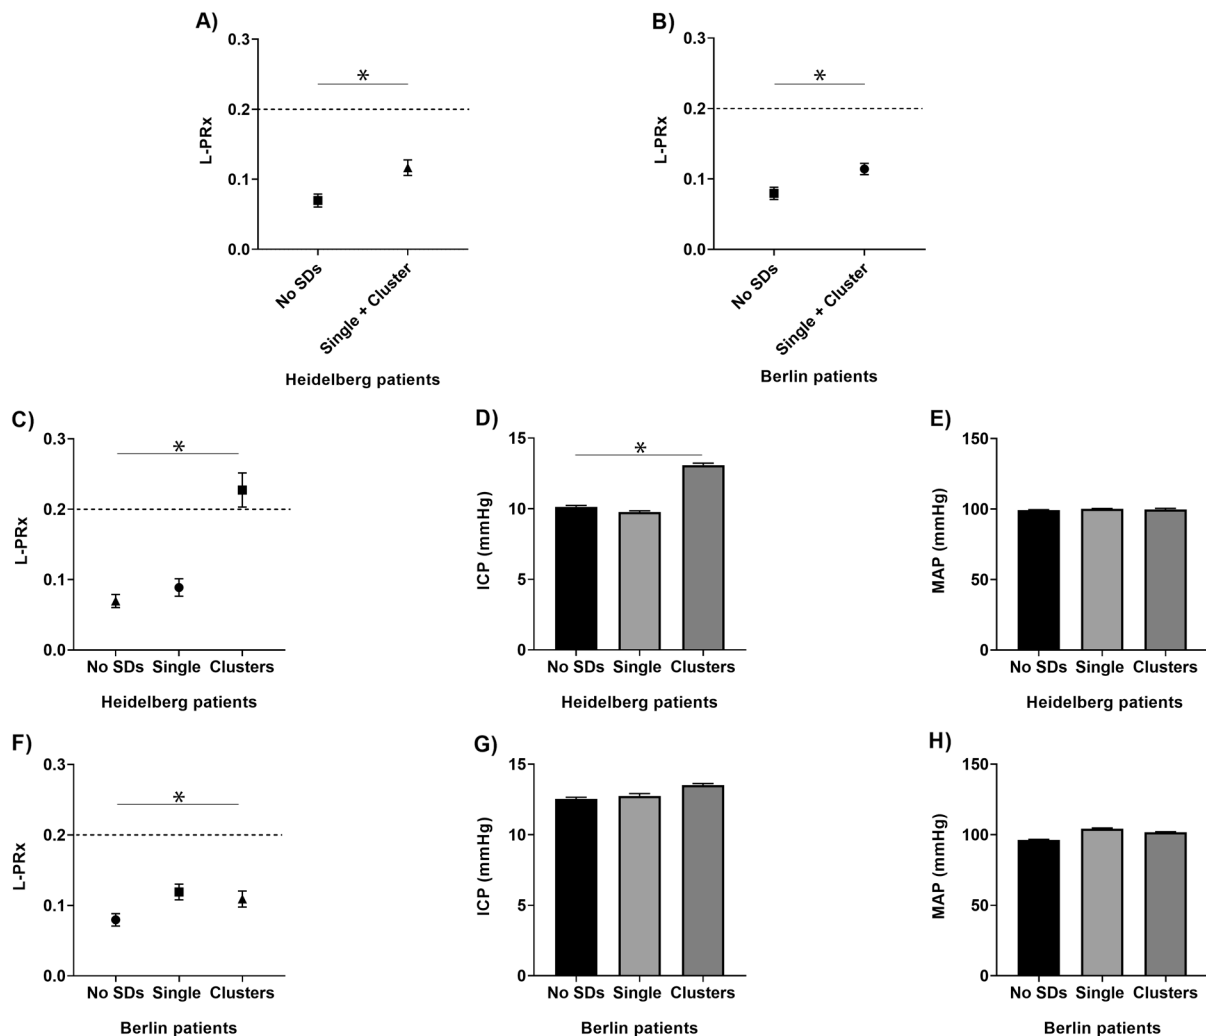 A)
0.3
0.2
0.1
0.0
L-PRx
*
No SDs
Single + Cluster
Heidelberg patients
B)
0.3
0.2
0.1
0.0
L-PRx
*
No SDs
Single + Cluster
Berlin patients
C)
0.3
0.2
0.1
0.0
L-PRx
*
No SDs Single Clusters
Heidelberg patients
D)
15
10
5
0
ICP (mmHg)
*
No SDs Single Clusters
Heidelberg patients
E)
150
100
50
0
MAP (mmHg)
No SDs Single Clusters
Heidelberg patients
F)
0.3
0.2
0.1
0.0
L-PRx
*
No SDs Single Clusters
Berlin patients
G)
15
10
5
0
ICP (mmHg)
No SDs Single Clusters
Berlin patients
H)
150
100
50
0
MAP (mmHg)
No SDs Single Clusters
Berlin patients